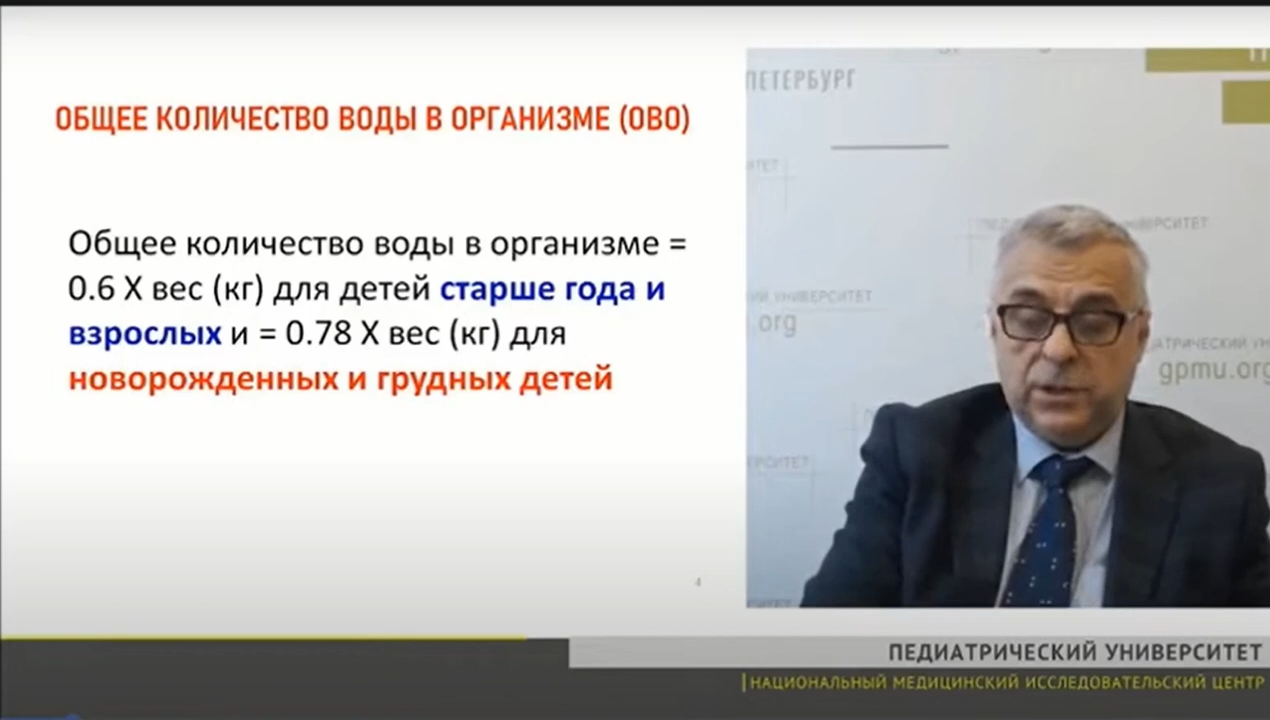 ОБЩЕЕ КОЛИЧЕСТВО ВОДЫ В ОРГАНИЗМЕ (ОВО)
Общее количество воды в организме =
0.6 X вес (кг) для детей старше года и
взрослых и = 0.78 X вес (кг) для
новорожденных и грудных детей
4
ПЕТЕРБУРГ
УНИВЕРСИТЕТ
.org
gpmu.org
ПЕДИАТРИЧЕСКИЙ УНИВЕРСИТЕТ
НАЦИОНАЛЬНЫЙ МЕДИЦИНСКИЙ ИССЛЕДОВАТЕЛЬСКИЙ ЦЕНТР